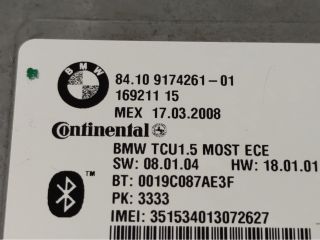 BMW
84.10 9174261-01
169211 15
MEX 17.03.2008
Continental
BMW TCU1.5 MOST ECE
SW: 08.01.04 HW: 18.01.01
TM
BT: 0019C087AE3F
PK: 3333
IMEI: 351534013072627